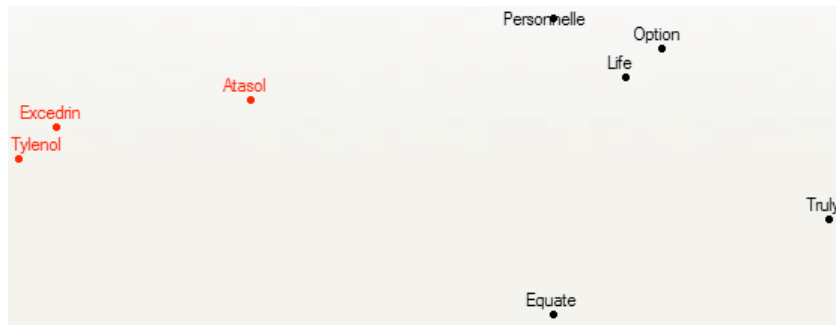 Personnelle
Option
Life
Atasol
Excedrin
Tylenol
Truly
Equate